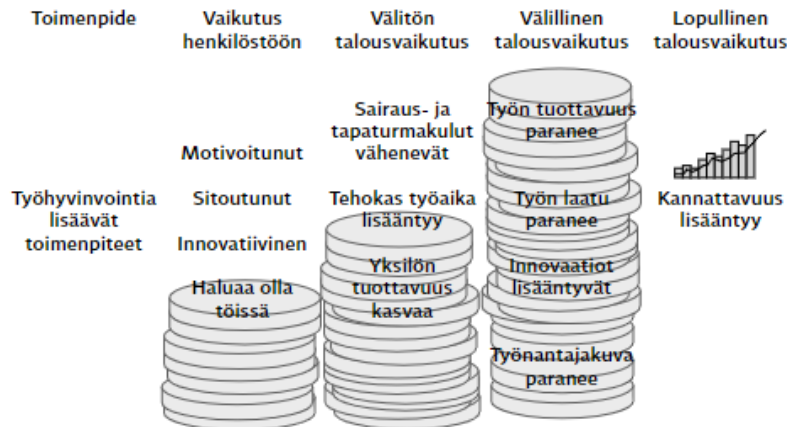 Toimenpide
Vaikutus
henkilöstöön
Välitön
talousvaikutus
Välillinen
talousvaikutus
Lopullinen
talousvaikutus
Työhyvinvointia
lisäävät
toimenpiteet
Motivoitunut
Sitoutunut
Innovatiivinen
Haluaa olla
töissä
Sairaus- ja
tapaturmakulut
vähenevät
Tehokas työaika
lisääntyy
Yksilön
tuottavuus
kasvaa
Työn tuottavuus
paranee
Työn laatu
paranee
Innovaatiot
lisääntyvät
Työnantajakuva
paranee
Kannattavuus
lisääntyy